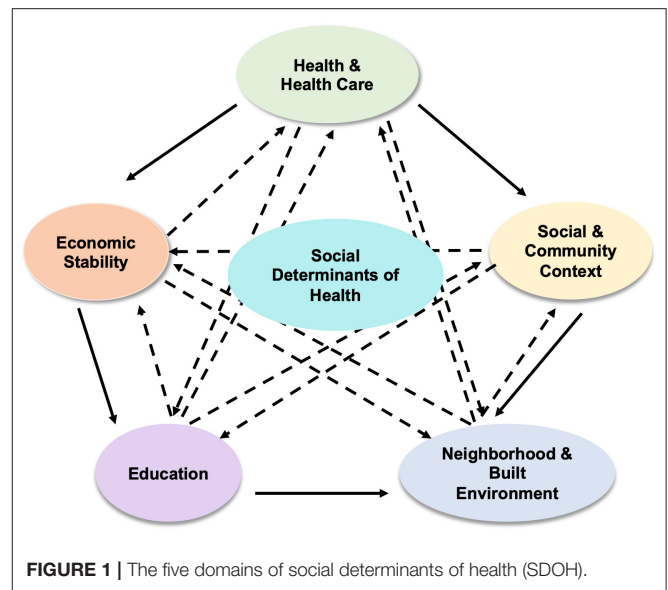 Health &
Health Care
Economic
Stability
Social
Determinants of
Health
Social &
Community
Context
Education
Neighborhood &
Built
Environment
FIGURE 1 | The five domains of social determinants of health (SDOH).